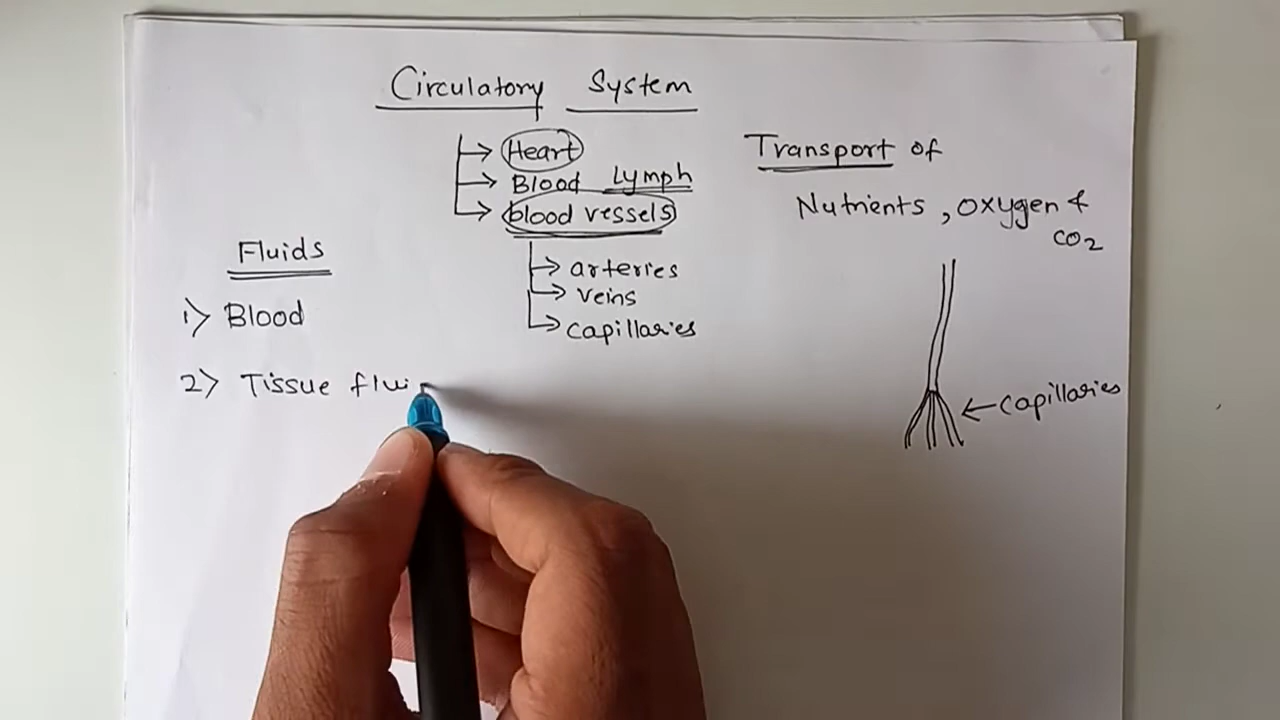 Circulatory System
Heart
Blood Lymph
blood vessels
arteries
veins
capillaries
Transport of
Nutrients, oxygen &
CO2
capillaries
Fluids
1) Blood
2) Tissue flui